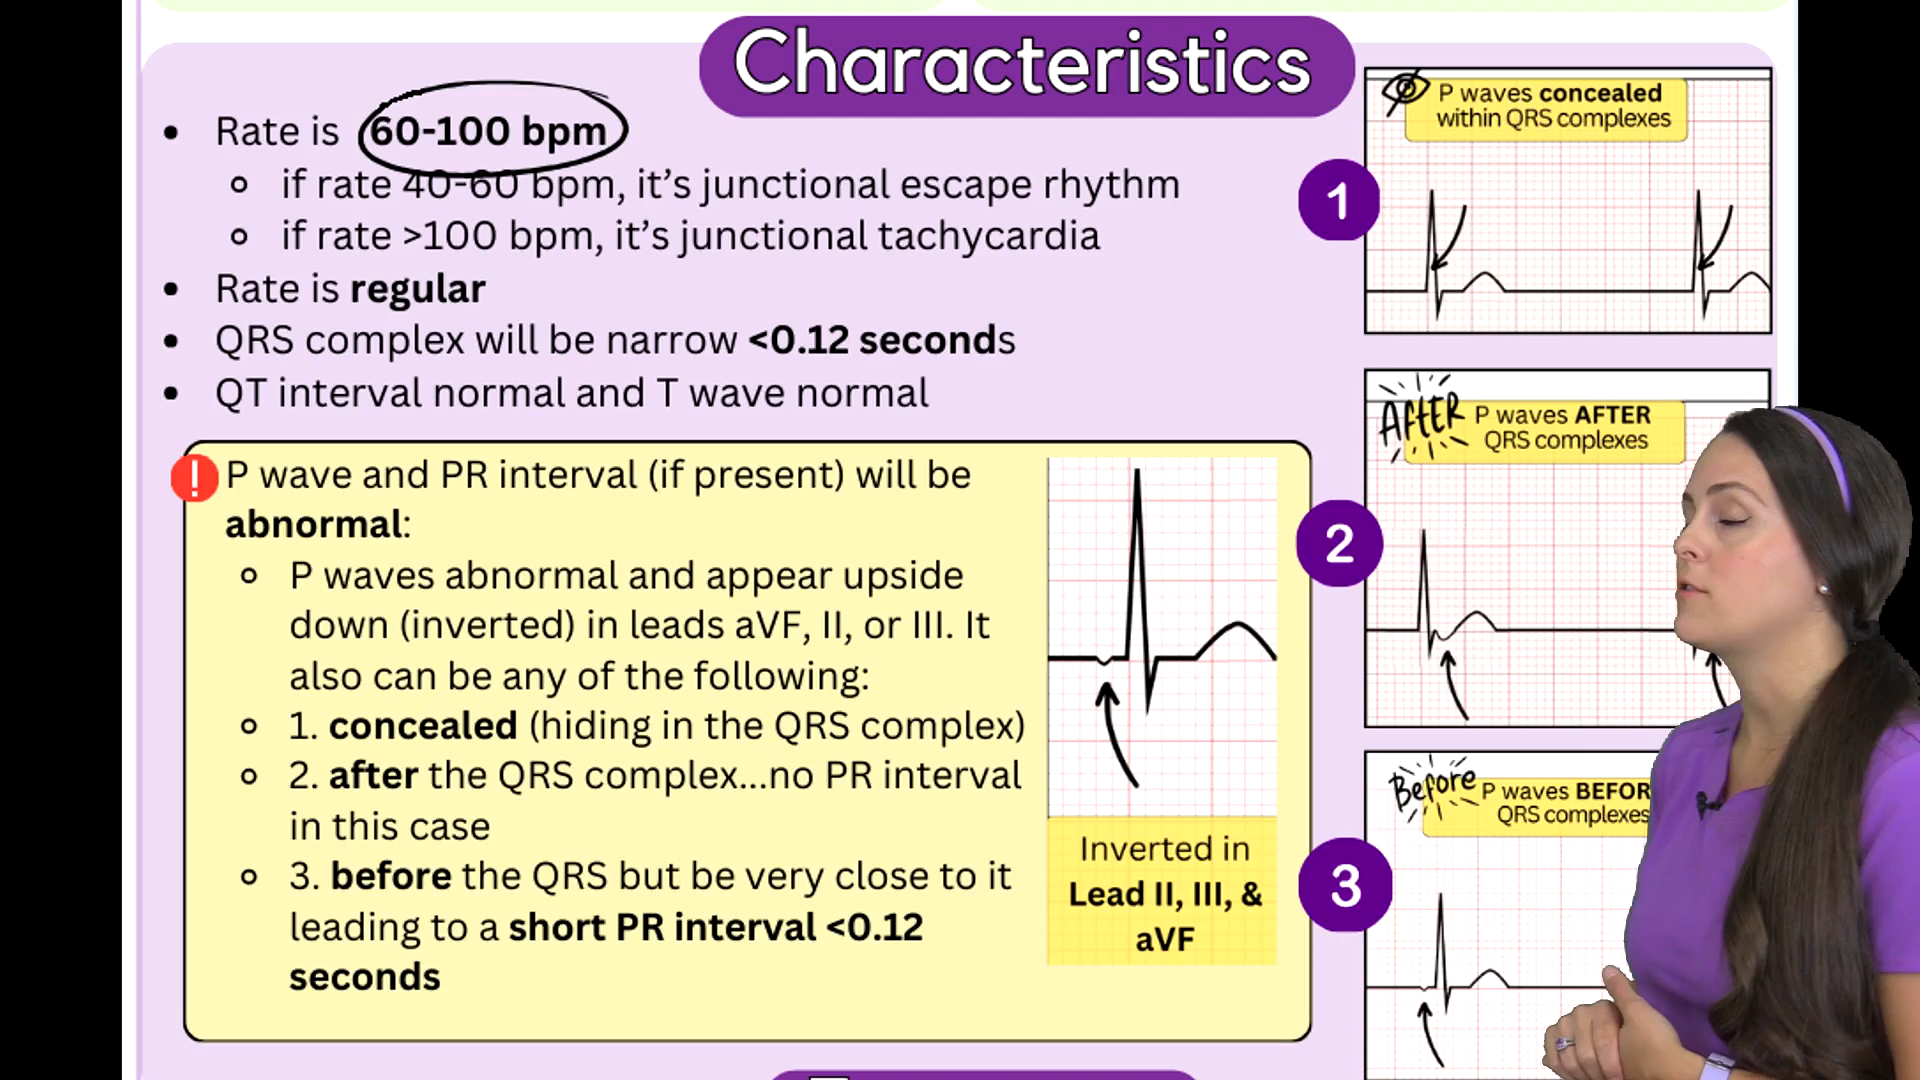 Characteristics
Rate is 60-100 bpm
if rate 40-60 bpm, it's junctional escape rhythm
if rate >100 bpm, it's junctional tachycardia
Rate is regular
QRS complex will be narrow <0.12 seconds
QT interval normal and T wave normal
! P wave and PR interval (if present) will be
abnormal:
P waves abnormal and appear upside
down (inverted) in leads aVF, II, or III. It
also can be any of the following:
1. concealed (hiding in the QRS complex)
2. after the QRS complex...no PR interval
in this case
3. before the QRS but be very close to it
leading to a short PR interval <0.12
seconds
Inverted in
Lead II, III, &
aVF
1
P waves concealed
within QRS complexes
2
AFTER
P waves AFTER
QRS complexes
3
Before
P waves BEFOR
QRS complexes